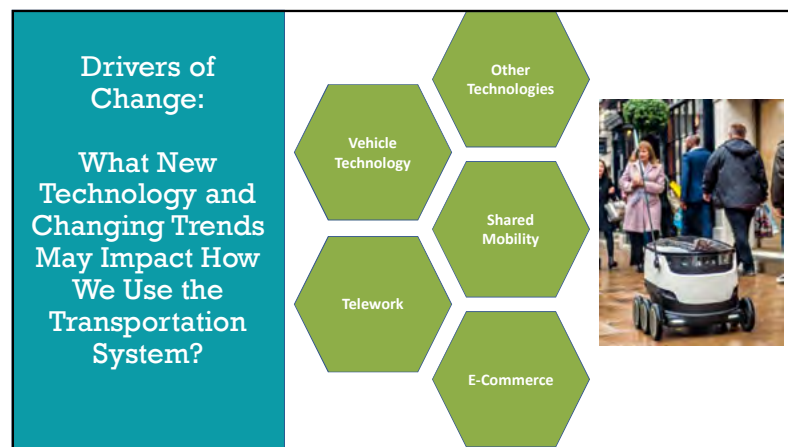 Drivers of
Change:
What New
Technology and
Changing Trends
May Impact How
We Use the
Transportation
System?
Other
Technologies
Vehicle
Technology
Shared
Mobility
Telework
E-Commerce